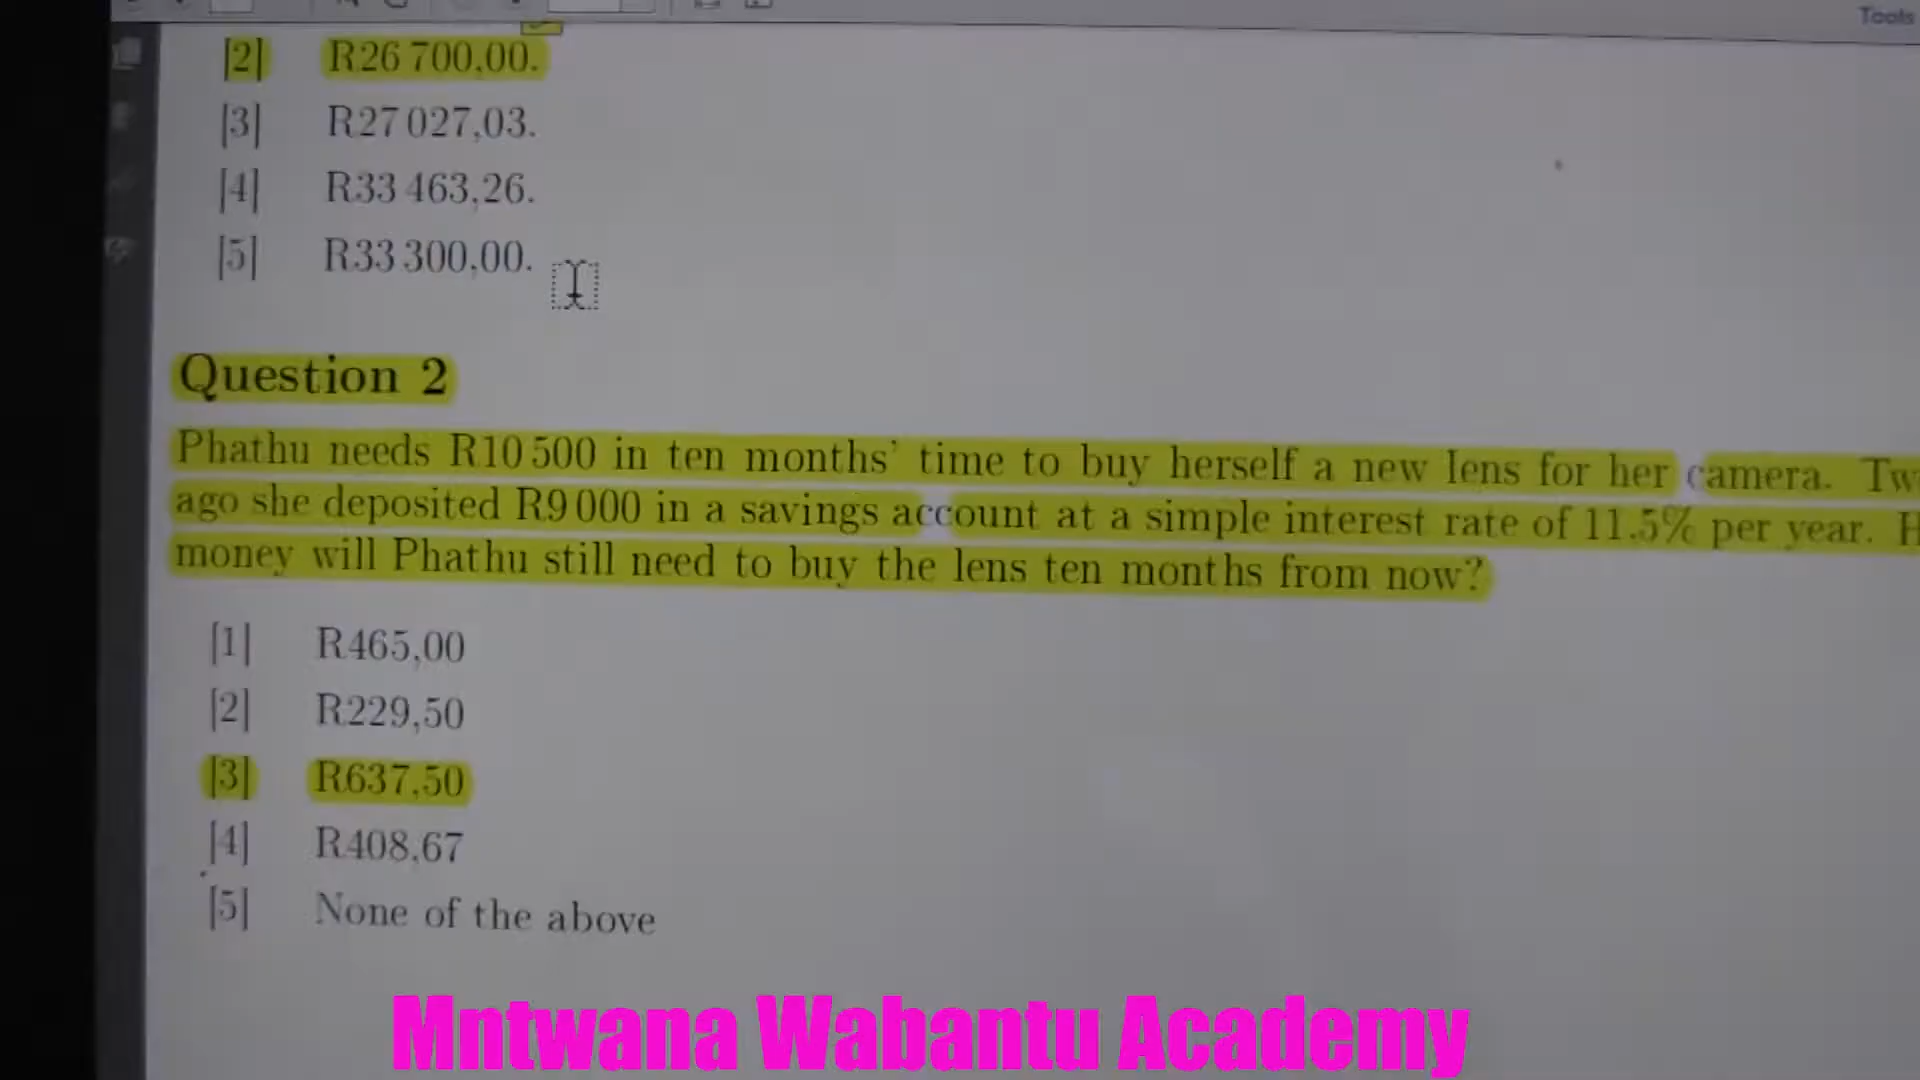 Tools
[2] R26 700,00.
[3] R27 027,03.
[4] R33 463,26.
[5] R33 300,00.
Question 2
Phathu needs R10 500 in ten months' time to buy herself a new lens for her camera. Tw
ago she deposited R9 000 in a savings account at a simple interest rate of 11.5% per year. H
money will Phathu still need to buy the lens ten months from now?
[1] R465,00
[2] R229,50
[3] R637,50
[4] R408,67
[5] None of the above
Mntwana Wabantu Academy